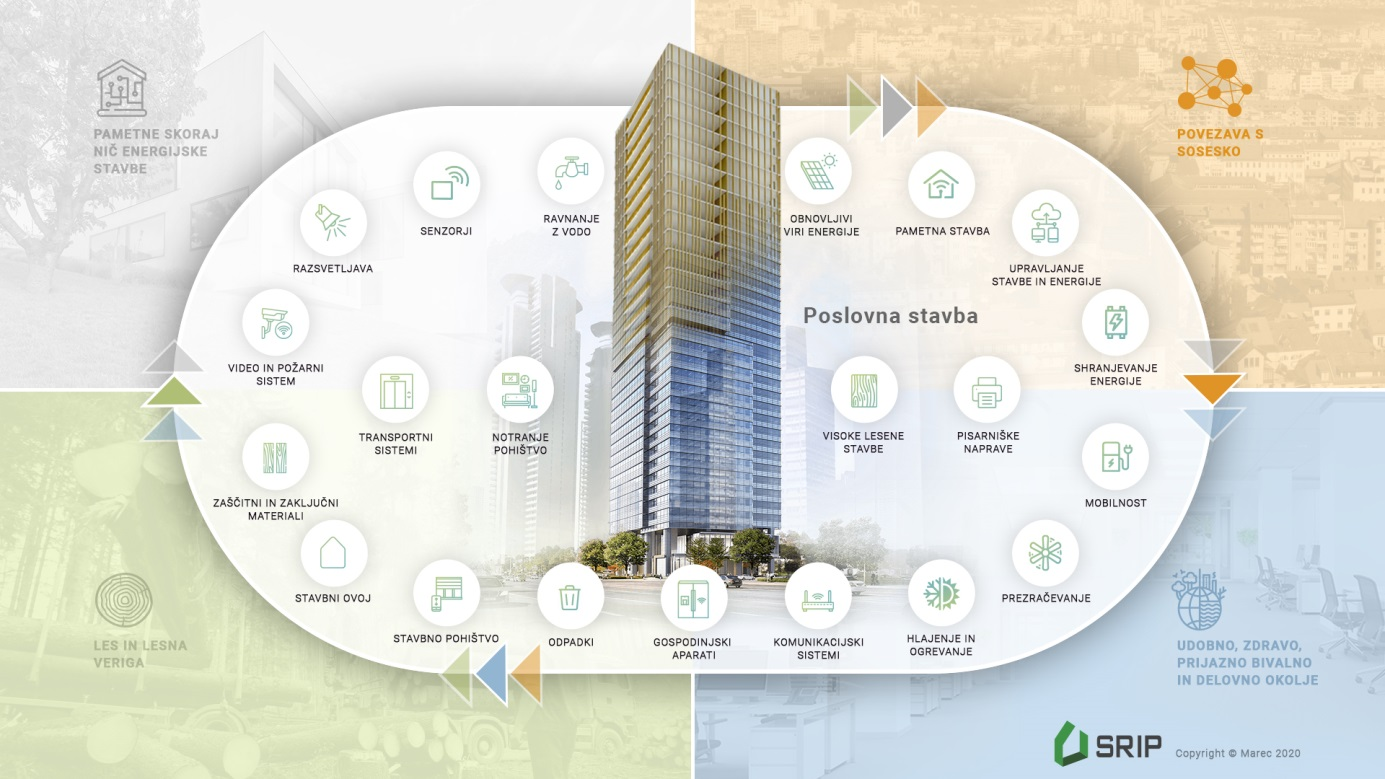 PAMETNE SKORAJ
NIČ ENERGIJSKE
STAVBE
POVEZAVA S
SOSESKO
RAZSVETLJAVA
SENZORJI
RAVNANJE
Z VODO
OBNOVLJIVI
VIRI ENERGIJE
PAMETNA STAVBA
UPRAVLJANJE
STAVBE IN ENERGIJE
Poslovna stavba
VIDEO IN POŽARNI
SISTEM
SHRANJEVANJE
ENERGIJE
TRANSPORTNI
SISTEMI
NOTRANJE
POHIŠTVO
VISOKE LESENE
STAVBE
PISARNIŠKE
NAPRAVE
ZAŠČITNI IN ZAKLJUČNI
MATERIALI
MOBILNOST
STAVBNI OVOJ
PREZRAČEVANJE
STAVBNO POHIŠTVO
ODPADKI
GOSPODINJSKI
APARATI
KOMUNIKACIJSKI
SISTEMI
HLAJENJE IN
OGREVANJE
LES IN LESNA
VERIGA
UDOBNO, ZDRAVO,
PRIJAZNO BIVALNO
IN DELOVNO OKOLJE
SRIP
Copyright © Marec 2020